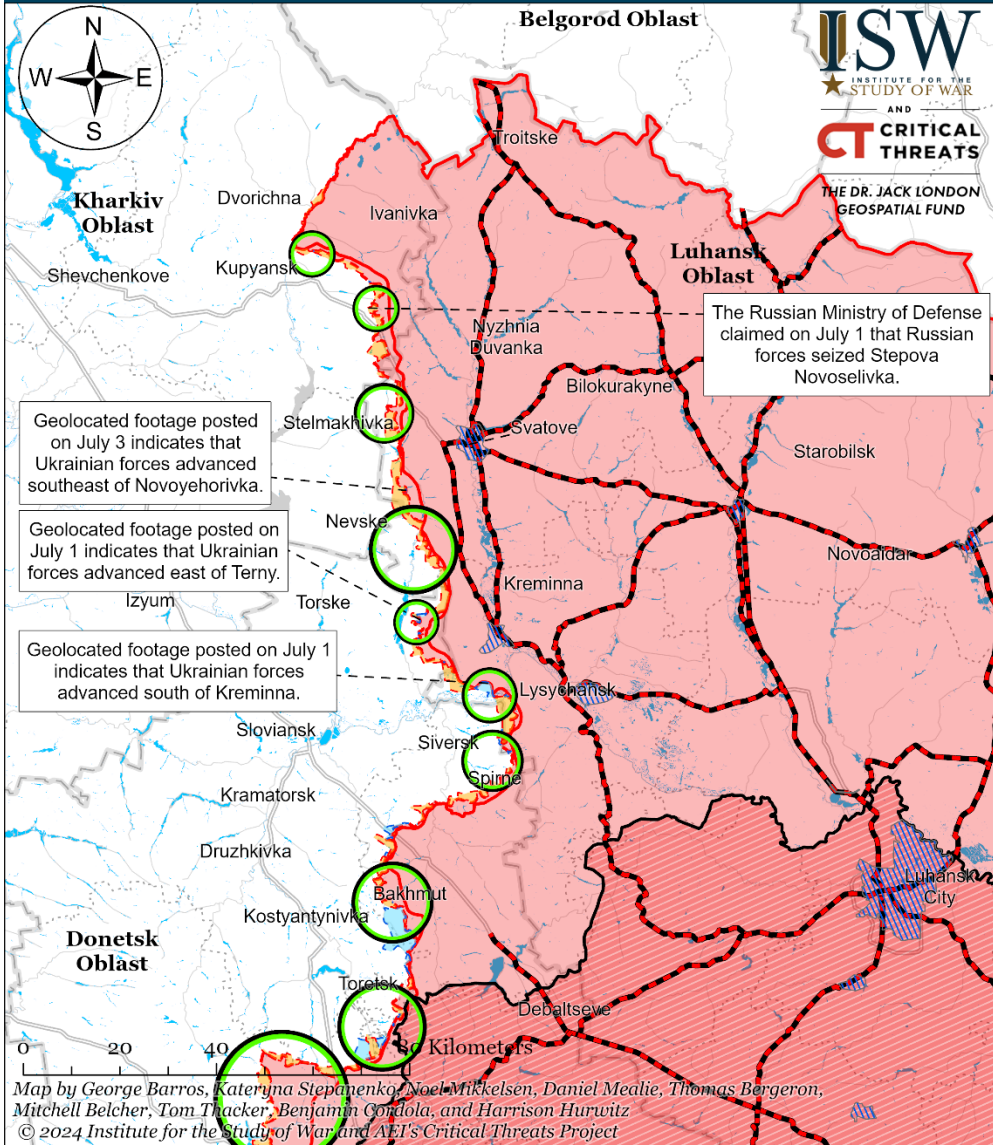 Belgorod Oblast
N
W
E
S
ISW
INSTITUTE FOR THE
STUDY OF WAR
AND
CT CRITICAL
THREATS
THE DR. JACK LONDON
GEOSPATIAL FUND
Troitske
Dvorichna
Kharkiv
Oblast
Ivanivka
Luhansk
Oblast
Kupyansk
Shevchenkove
The Russian Ministry of Defense
claimed on July 1 that Russian
forces seized Stepova
Novoselivka.
Nyzhnia
Duvanka
Bilokurakyne
Geolocated footage posted
on July 3 indicates that
Ukrainian forces advanced
southeast of Novoyehorivka.
Stelmakhivka
Svatove
Starobilsk
Nevske
Geolocated footage posted on
July 1 indicates that Ukrainian
forces advanced east of Terny.
Novoaidar
Kreminna
Izyum
Torske
Geolocated footage posted on July 1
indicates that Ukrainian forces
advanced south of Kreminna.
Lysychansk
Sloviansk
Siversk
Spirne
Kramatorsk
Druzhkivka
Luhansk
City
Bakhmut
Kostyantynivka
Donetsk
Oblast
Toretsk
Debaltseve
0 20 40 80 Kilometers
Map by George Barros, Kateryna Stepanenko, Noel Mikkelsen, Daniel Mealie, Thomas Bergeron,
Mitchell Belcher, Tom Thacker, Benjamin Cordola, and Harrison Hurwitz
© 2024 Institute for the Study of War and AEI's Critical Threats Project